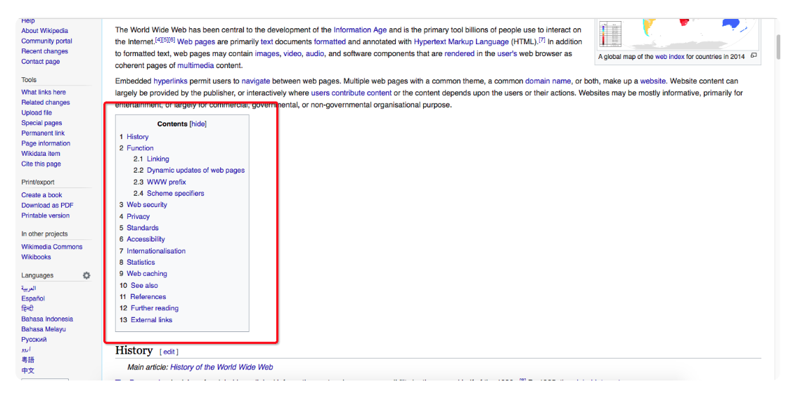 Help
About Wikipedia
Community portal
Recent changes
Contact page
Tools
What links here
Related changes
Upload file
Special pages
Permanent link
Page information
Wikidata item
Cite this page
Print/export
Create a book
Download as PDF
Printable version
In other projects
Wikimedia Commons
Wikibooks
Languages
العربية
Español
हिन्दी
Bahasa Indonesia
Bahasa Melayu
Русский
اردو
粵語
中文
The World Wide Web has been central to the development of the Information Age and is the primary tool billions of people use to interact on
the Internet.[4][5][6] Web pages are primarily text documents formatted and annotated with Hypertext Markup Language (HTML).[7] In addition
to formatted text, web pages may contain images, video, audio, and software components that are rendered in the user's web browser as
coherent pages of multimedia content.
A global map of the web index for countries in 2014
Embedded hyperlinks permit users to navigate between web pages. Multiple web pages with a common theme, a common domain name, or both, make up a website. Website content can
largely be provided by the publisher, or interactively where users contribute content or the content depends upon the users or their actions. Websites may be mostly informative, primarily for
entertainment, or largely for commercial, governmental, or non-governmental organisational purpose.
Contents [hide]
1 History
2 Function
2.1 Linking
2.2 Dynamic updates of web pages
2.3 WWW prefix
2.4 Scheme specifiers
3 Web security
4 Privacy
5 Standards
6 Accessibility
7 Internationalisation
8 Statistics
9 Web caching
10 See also
11 References
12 Further reading
13 External links
History [edit]
Main article: History of the World Wide Web